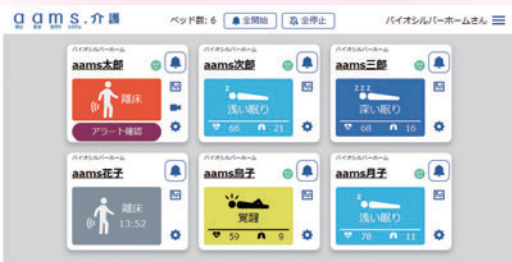 aams.介護
ベッド数: 6
全開始
全停止
バイオシルバーホームさん
バイオシルバーホーム
aams太郎
離床
アラート確認
バイオシルバーホーム
aams次郎
浅い眠り
66
21
バイオシルバーホーム
aams三郎
深い眠り
68
16
バイオシルバーホーム
aams花子
離床
13:52
バイオシルバーホーム
aams鳥子
覚醒
59
9
バイオシルバーホーム
aams月子
浅い眠り
78
11